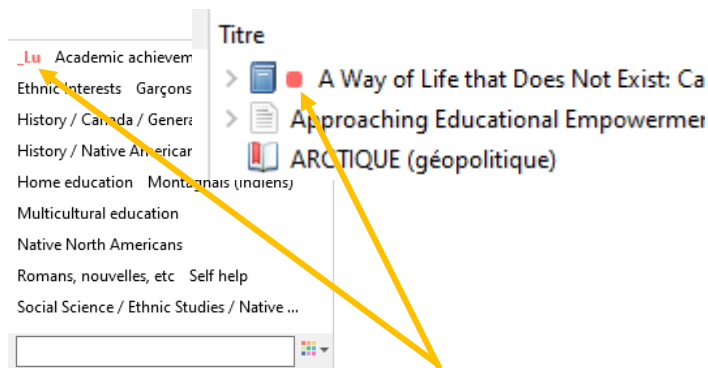 _Lu Academic achievem
Ethnic Interests Garçons
History / Canada / Genera
History / Native American
Home education Montagnais (Indiens)
Multicultural education
Native North Americans
Romans, nouvelles, etc Self help
Social Science / Ethnic Studies / Native ...
Titre
A Way of Life that Does Not Exist: Ca
Approaching Educational Empowermen
ARCTIQUE (géopolitique)